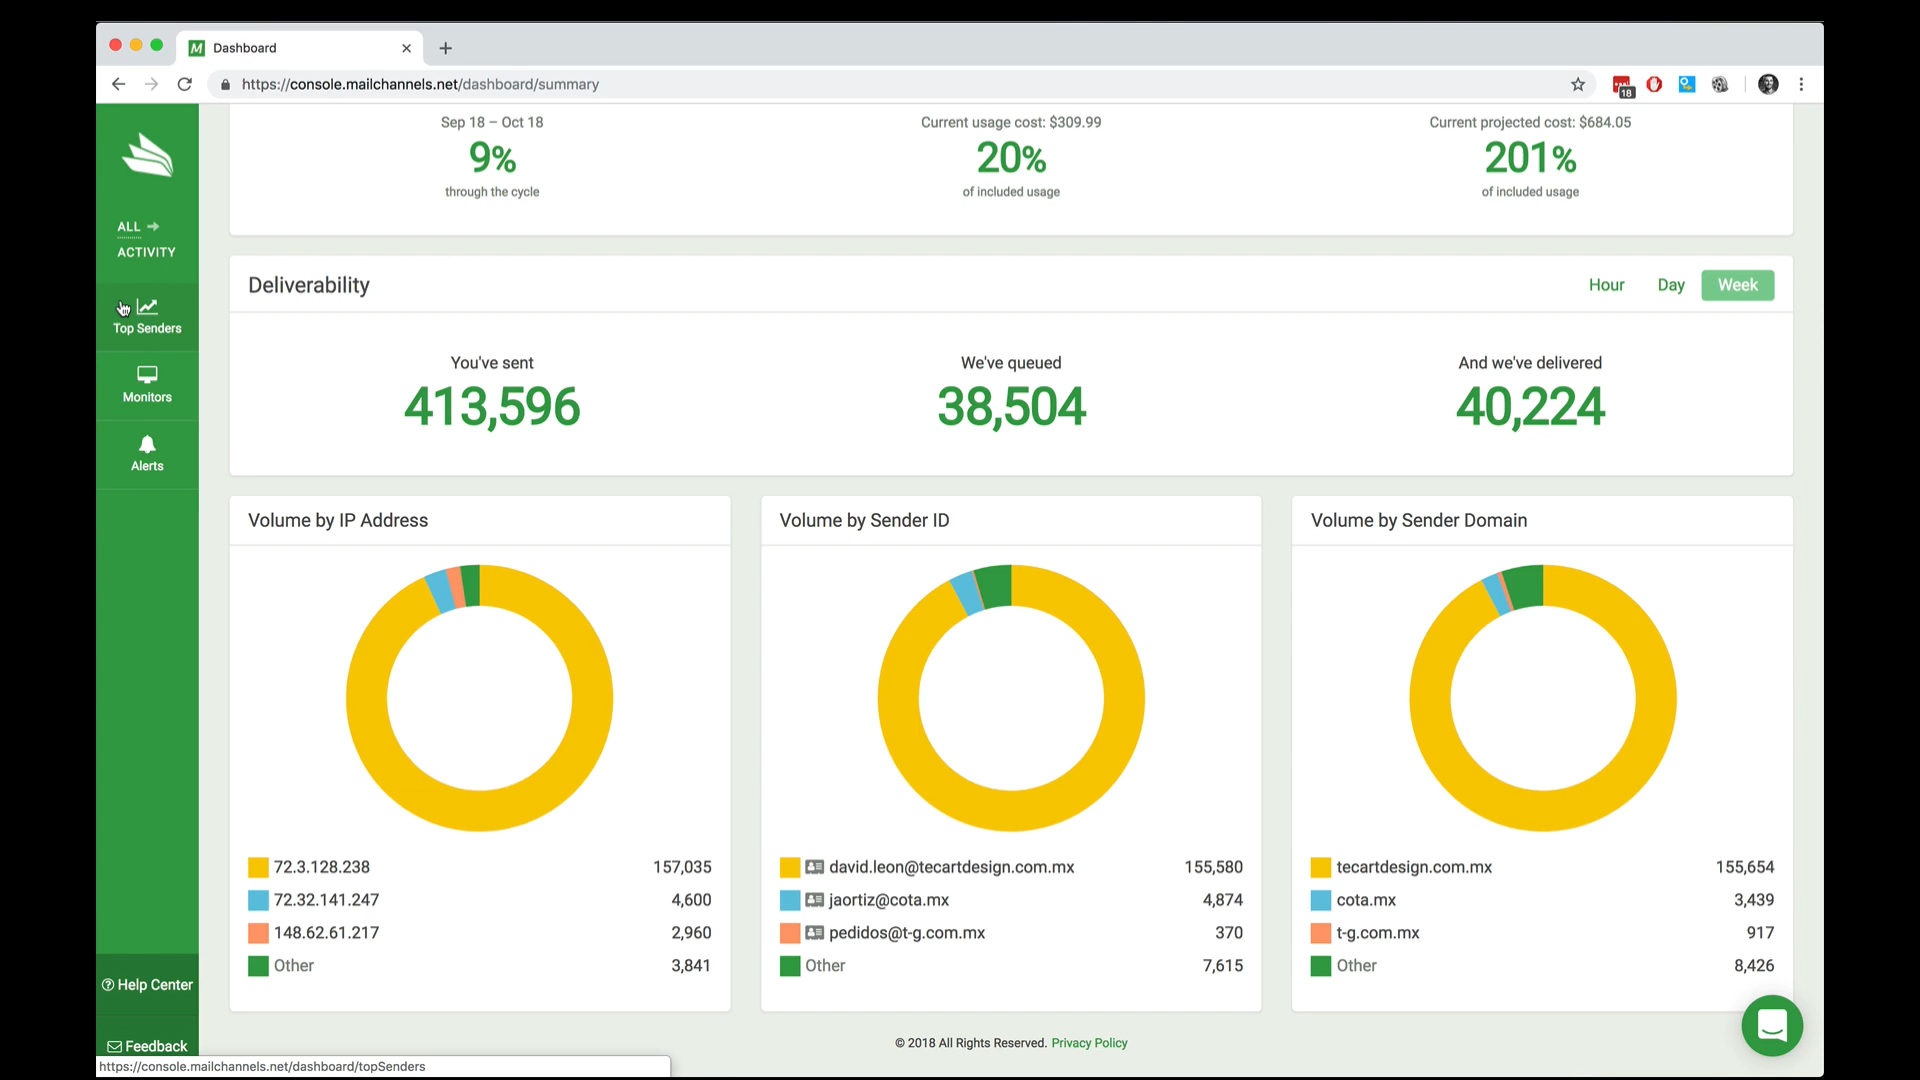 Dashboard
https://console.mailchannels.net/dashboard/summary
18
Sep 18 – Oct 18
9%
through the cycle
Current usage cost: $309.99
20%
of included usage
Current projected cost: $684.05
201%
of included usage
ALL
ACTIVITY
Top Senders
Monitors
Alerts
Help Center
Feedback
Deliverability
Hour Day Week
You've sent
413,596
We've queued
38,504
And we've delivered
40,224
Volume by IP Address
72.3.128.238 157,035
72.32.141.247 4,600
148.62.61.217 2,960
Other 3,841
Volume by Sender ID
david.leon@tecartdesign.com.mx 155,580
jaortiz@cota.mx 4,874
pedidos@t-g.com.mx 370
Other 7,615
Volume by Sender Domain
tecartdesign.com.mx 155,654
cota.mx 3,439
t-g.com.mx 917
Other 8,426
© 2018 All Rights Reserved. Privacy Policy
https://console.mailchannels.net/dashboard/topSenders